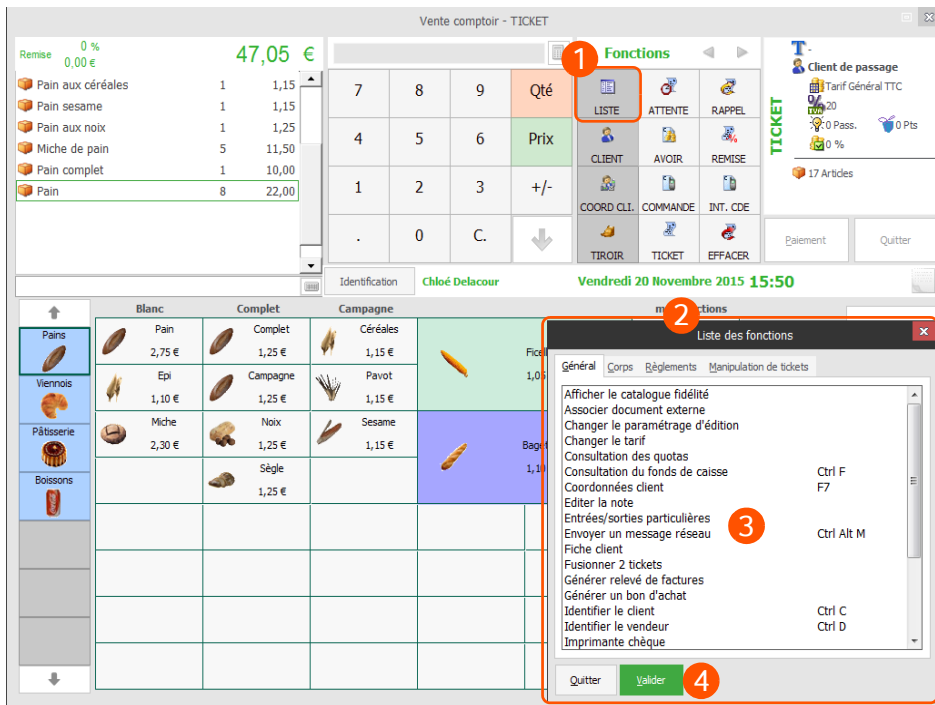 Vente comptoir - TICKET
Remise 0 % 0,00 € 47,05 €
Pain aux céréales 1 1,15
Pain sesame 1 1,15
Pain aux noix 1 1,25
Miche de pain 5 11,50
Pain complet 1 10,00
Pain 8 22,00
7 8 9 Qté
4 5 6 Prix
1 2 3 +/-
. 0 C.
1
Fonctions
LISTE ATTENTE RAPPEL
CLIENT AVOIR REMISE
COORD CLI. COMMANDE INT. CDE
TIROIR TICKET EFFACER
TICKET
T -
Client de passage
Tarif Général TTC
TVA 20
0 Pass. 0 Pts
0 %
17 Articles
Paiement Quitter
Identification Chloé Delacour Vendredi 20 Novembre 2015 15:50
Blanc Complet Campagne
Pains
Viennois
Pâtisserie
Boissons
Pain 2,75 €
Complet 1,25 €
Céréales 1,15 €
Epi 1,10 €
Campagne 1,25 €
Pavot 1,15 €
Miche 2,30 €
Noix 1,25 €
Sesame 1,15 €
Sègle 1,25 €
2
Liste des fonctions
Général Corps Règlements Manipulation de tickets
Afficher le catalogue fidélité
Associer document externe
Changer le paramétrage d'édition
Changer le tarif
Consultation des quotas
Consultation du fonds de caisse Ctrl F
Coordonnées client F7
Editer la note
Entrées/sorties particulières
Envoyer un message réseau Ctrl Alt M
Fiche client
Fusionner 2 tickets
Générer relevé de factures
Générer un bon d'achat
Identifier le client Ctrl C
Identifier le vendeur Ctrl D
Imprimante chèque
3
Quitter Valider 4